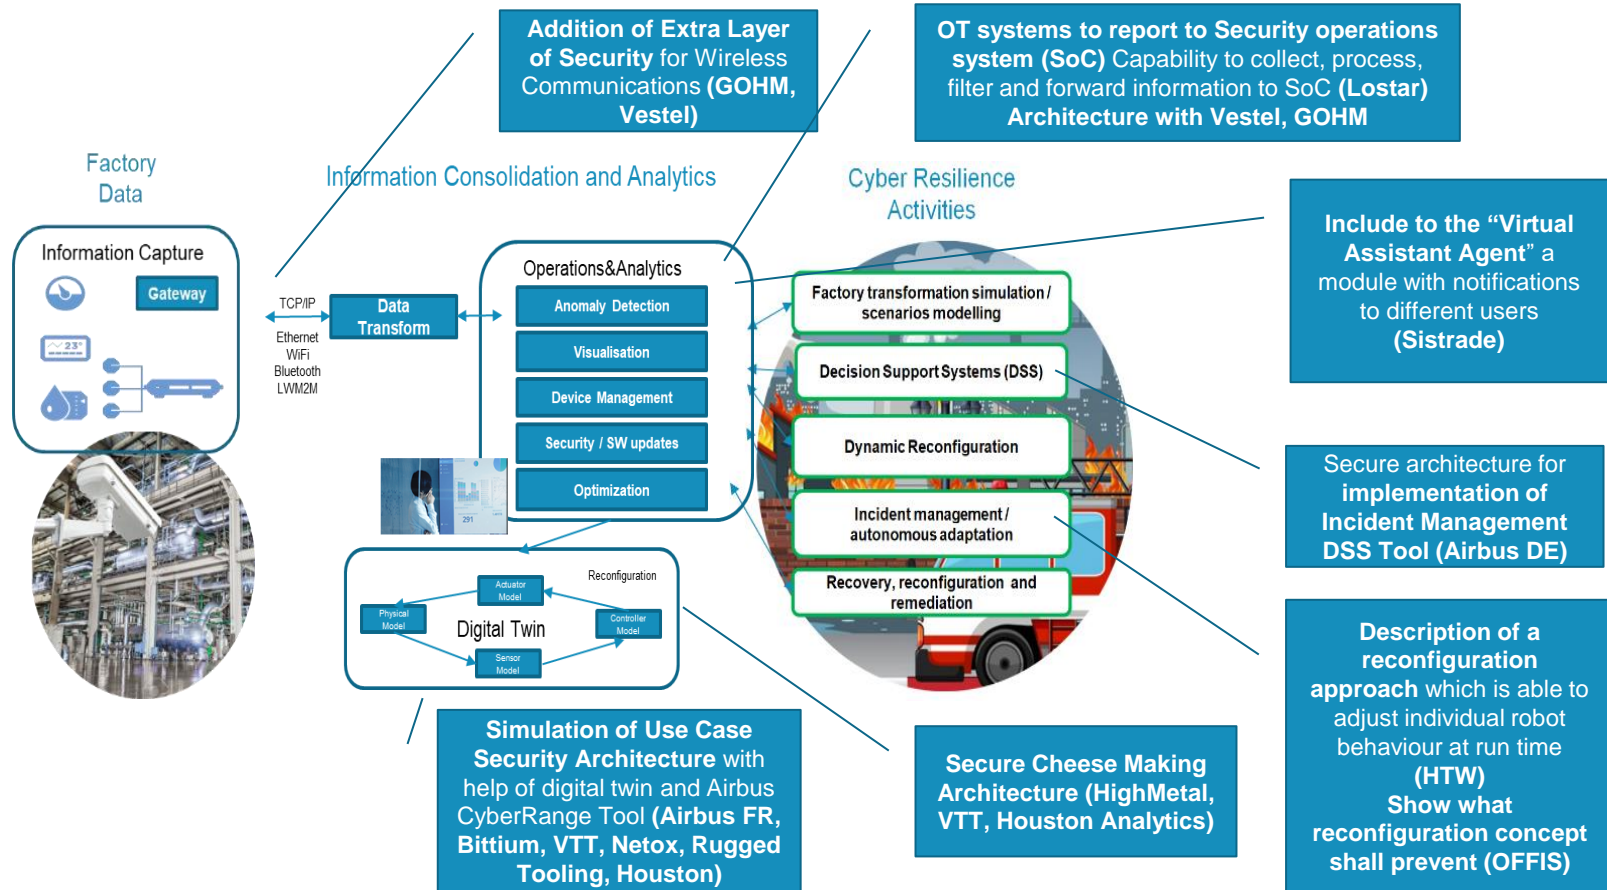 Addition of Extra Layer
of Security for Wireless
Communications (GOHM,
Vestel)
OT systems to report to Security operations
system (SoC) Capability to collect, process,
filter and forward information to SoC (Lostar)
Architecture with Vestel, GOHM
Factory
Data
Information Consolidation and Analytics
Cyber Resilience
Activities
Information Capture
Gateway
23°
TCP/IP
Ethernet
WiFi
Bluetooth
LWM2M
Data
Transform
Operations&Analytics
Anomaly Detection
Visualisation
Device Management
Security / SW updates
Optimization
291
Factory transformation simulation /
scenarios modelling
Decision Support Systems (DSS)
Dynamic Reconfiguration
Incident management /
autonomous adaptation
Recovery, reconfiguration and
remediation
Include to the “Virtual
Assistant Agent” a
module with notifications
to different users
(Sistrade)
Secure architecture for
implementation of
Incident Management
DSS Tool (Airbus DE)
Reconfiguration
Actuator
Model
Physical
Model
Digital Twin
Controller
Model
Sensor
Model
Simulation of Use Case
Security Architecture with
help of digital twin and Airbus
CyberRange Tool (Airbus FR,
Bittium, VTT, Netox, Rugged
Tooling, Houston)
Secure Cheese Making
Architecture (HighMetal,
VTT, Houston Analytics)
Description of a
reconfiguration
approach which is able to
adjust individual robot
behaviour at run time
(HTW)
Show what
reconfiguration concept
shall prevent (OFFIS)